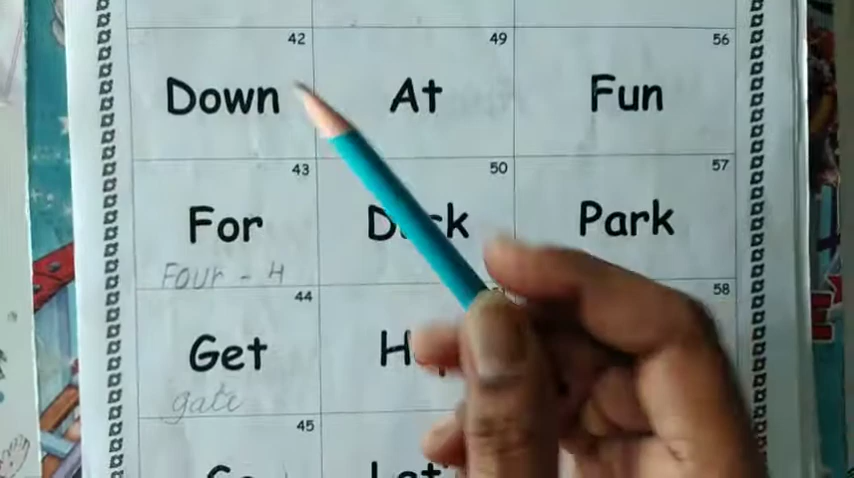 42 49 56
Down At Fun
43 50 57
For Park
Four - 4
44 58
Get
gate
45